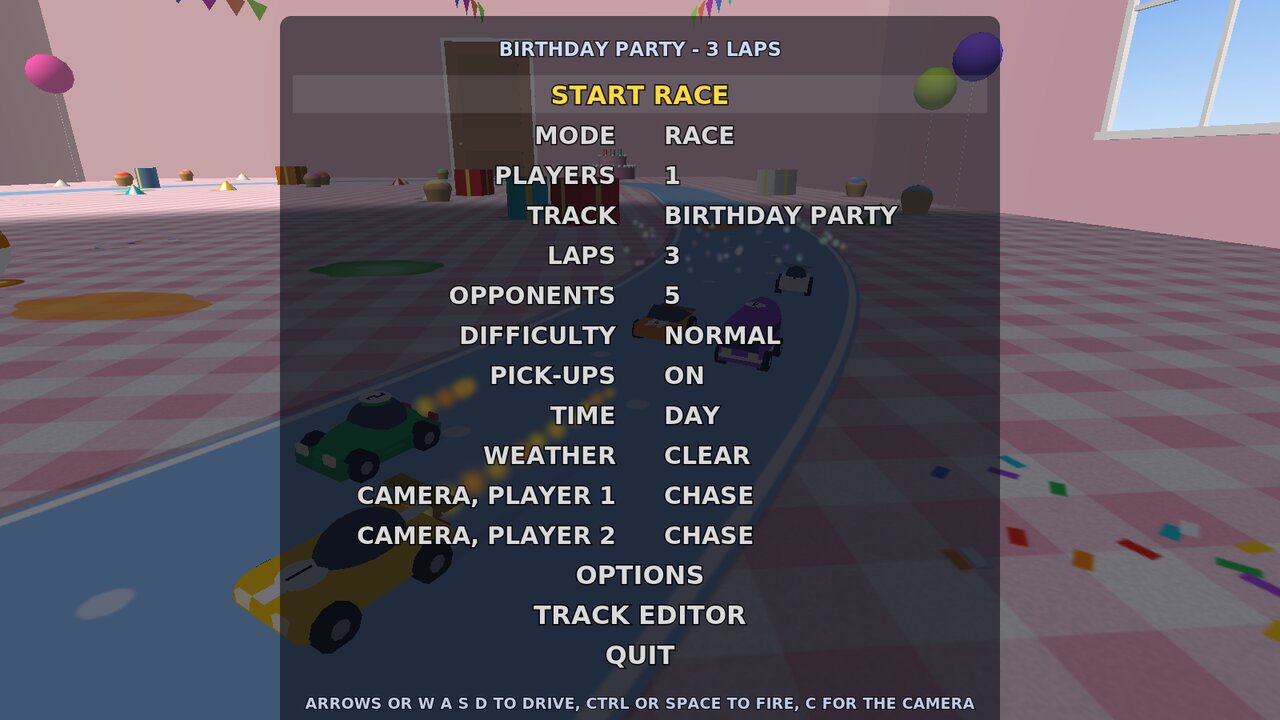 BIRTHDAY PARTY - 3 LAPS
START RACE
MODE RACE
PLAYERS 1
TRACK BIRTHDAY PARTY
LAPS 3
OPPONENTS 5
DIFFICULTY NORMAL
PICK-UPS ON
TIME DAY
WEATHER CLEAR
CAMERA, PLAYER 1 CHASE
CAMERA, PLAYER 2 CHASE
OPTIONS
TRACK EDITOR
QUIT
ARROWS OR W A S D TO DRIVE, CTRL OR SPACE TO FIRE, C FOR THE CAMERA